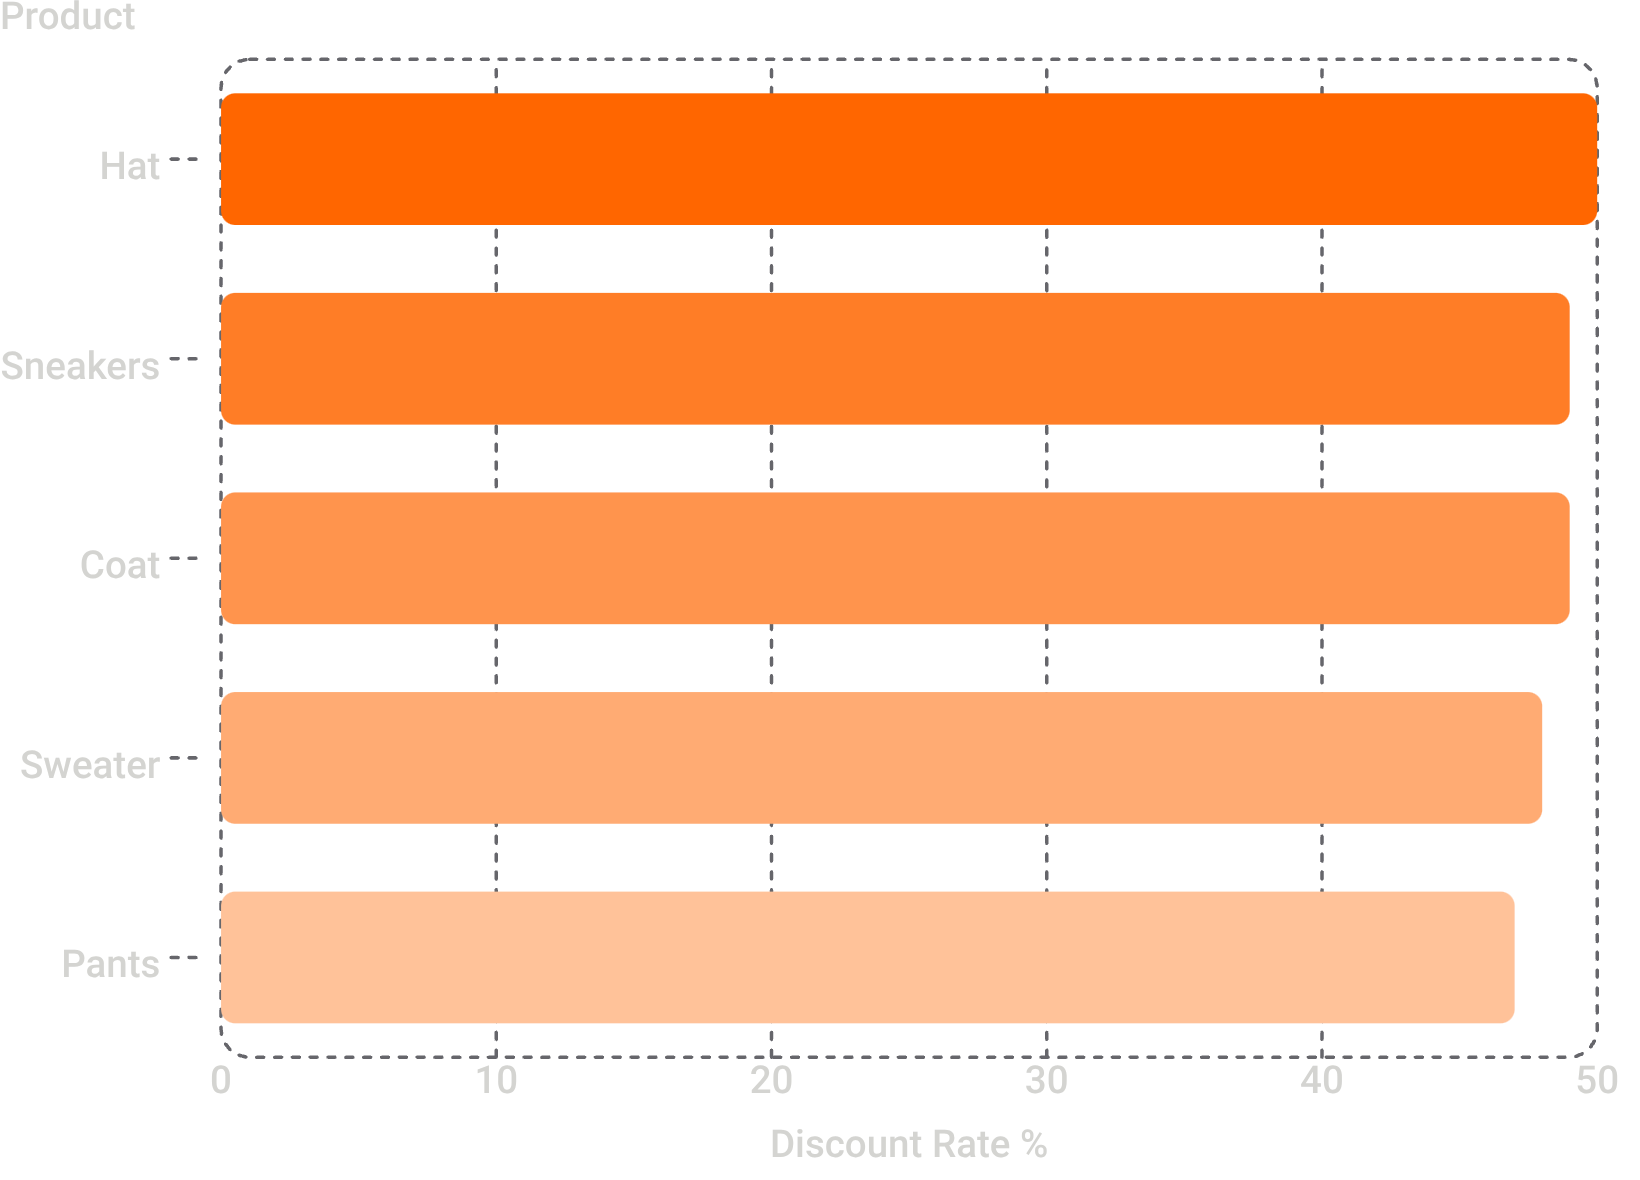 Product
Hat
Sneakers
Coat
Sweater
Pants
0 10 20 30 40 50
Discount Rate %